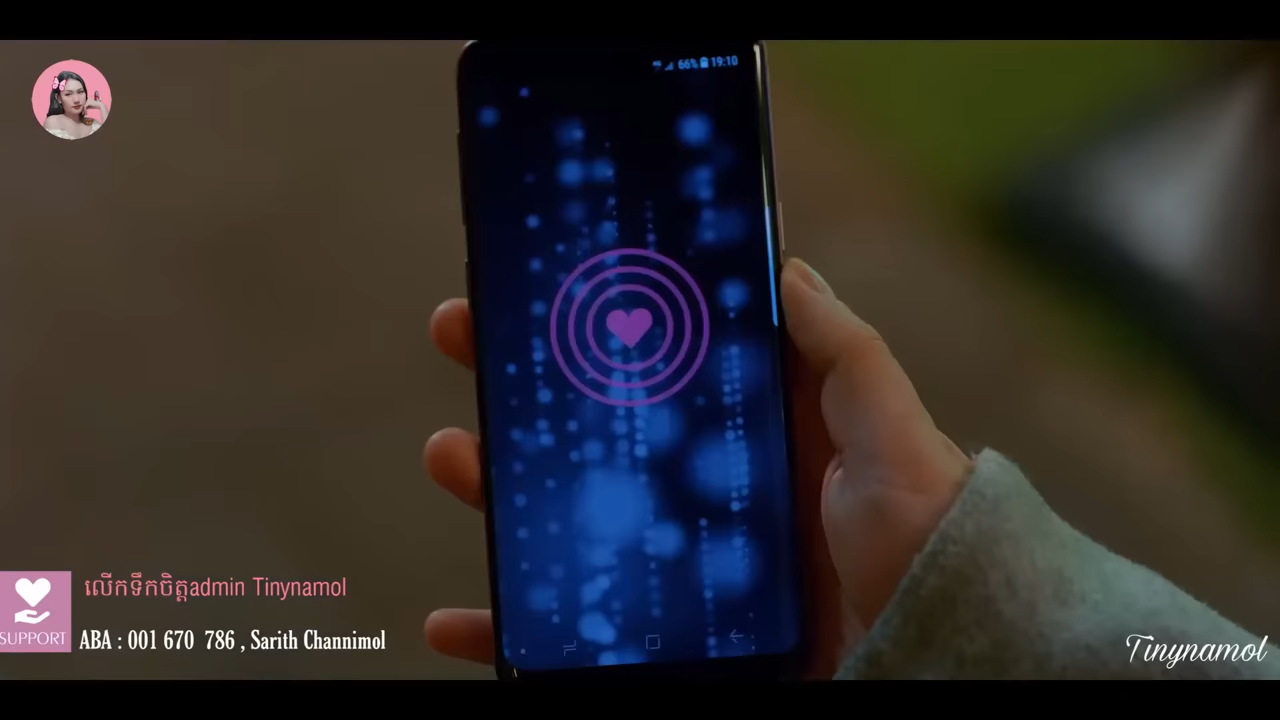 66% 19:10
លើកទឹកចិត្តadmin Tinynamol
SUPPORT
ABA : 001 670 786 , Sarith Channimol
Tinynamol